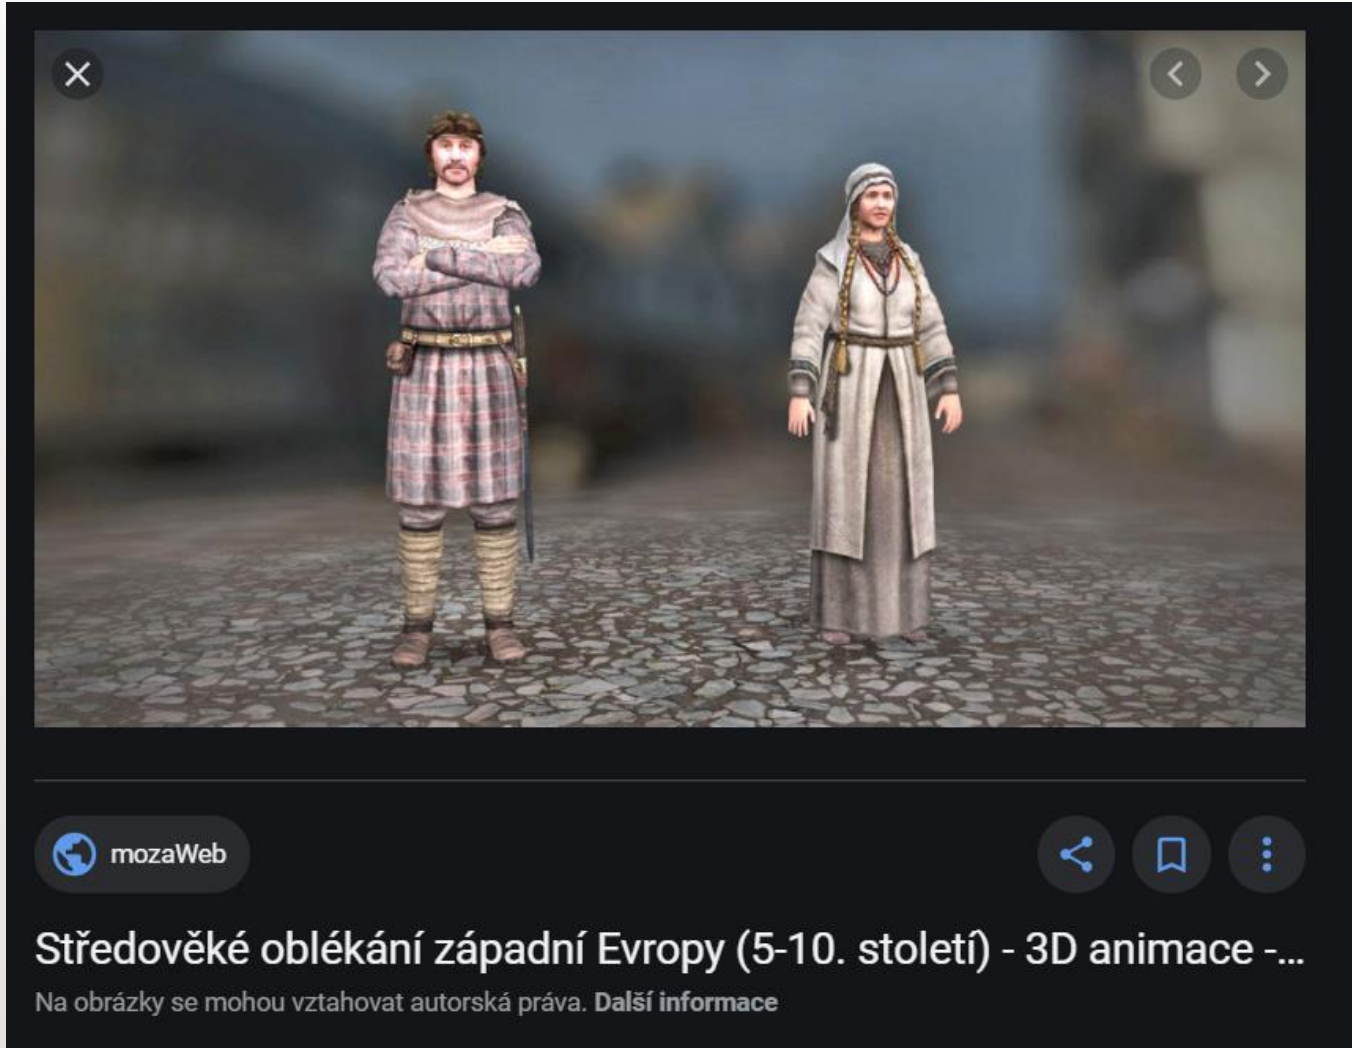 mozaWeb
Středověké oblékání západní Evropy (5-10. století) - 3D animace -...
Na obrázky se mohou vztahovat autorská práva. Další informace